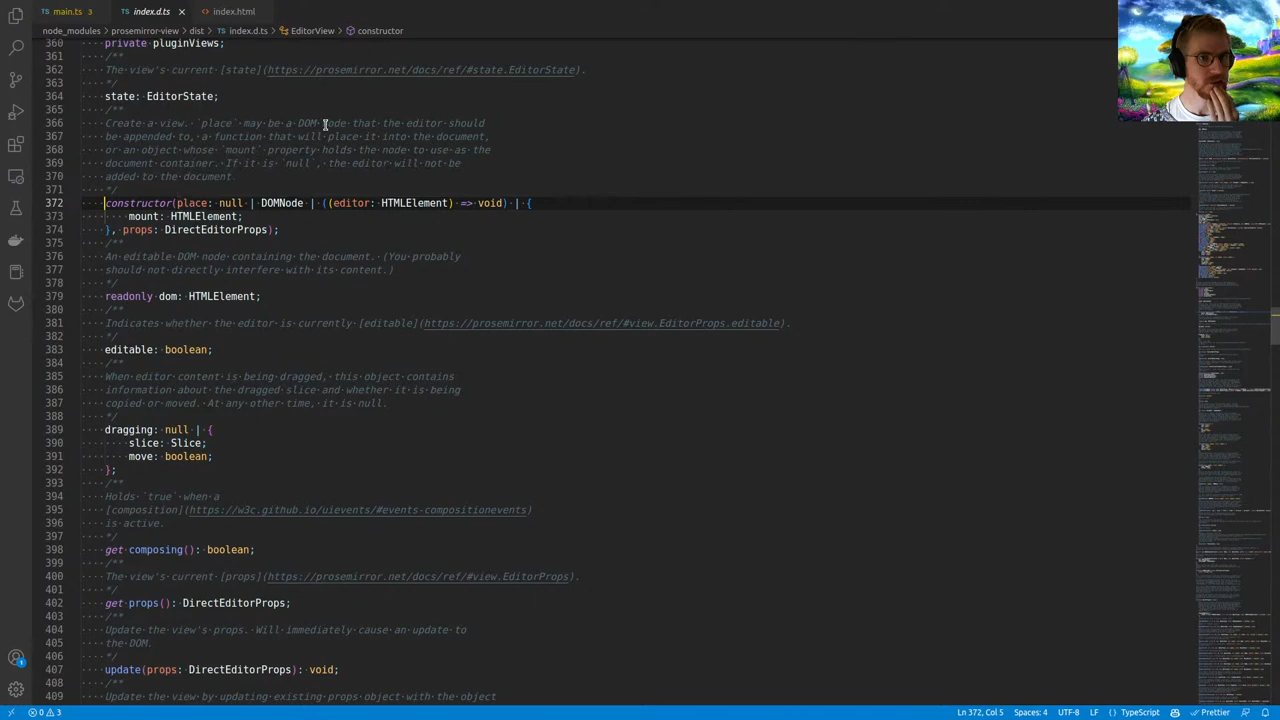 main.ts 3
index.d.ts
index.html
node_modules > prosemirror-view > dist > index.d.ts > EditorView > constructor
360 private pluginViews;
361 /**
362 The view's current [state](https://prosemirror.net/docs/ref/#state.EditorState).
363 */
364 state: EditorState;
365 /**
366 Create a view. `place` may be a DOM node that the editor should
367 be appended to, a function that will place it into the document,
368 or an object whose `mount` property holds the node to use as the
369 document container. If it is `null`, the editor will not be
370 added to the document.
371 */
372 constructor(place: null | DOMNode | ((editor: HTMLElement) => void) | {
373 mount: HTMLElement;
374 }, props: DirectEditorProps);
375 /**
376 An editable DOM node containing the document. (You probably
377 should not directly interfere with its content.)
378 */
379 readonly dom: HTMLElement;
380 /**
381 Indicates whether the editor is currently [editable](https://prosemirror.net/docs/ref/#view.EditorProps.editable).
382 */
383 editable: boolean;
384 /**
385 When editor content is being dragged, this object contains
386 information about the dragged slice and whether it is being
387 copied or moved. At any other time, it is null.
388 */
389 dragging: null | {
390 slice: Slice;
391 move: boolean;
392 };
393 /**
394 Holds `true` when a
395 [composition](https://w3c.github.io/uievents/#events-compositionevents)
396 is active.
397 */
398 get composing(): boolean;
399 /**
400 The view's current [props](https://prosemirror.net/docs/ref/#view.EditorProps).
401 */
402 get props(): DirectEditorProps;
403 /**
404 Update the view's props. Will immediately cause an update to
405 the DOM.
406 */
407 update(props: DirectEditorProps): void;
408 /**
409 Update the view by updating existing props object with the object
1
0 3
Ln 372, Col 5 Spaces: 4 UTF-8 LF {} TypeScript Prettier